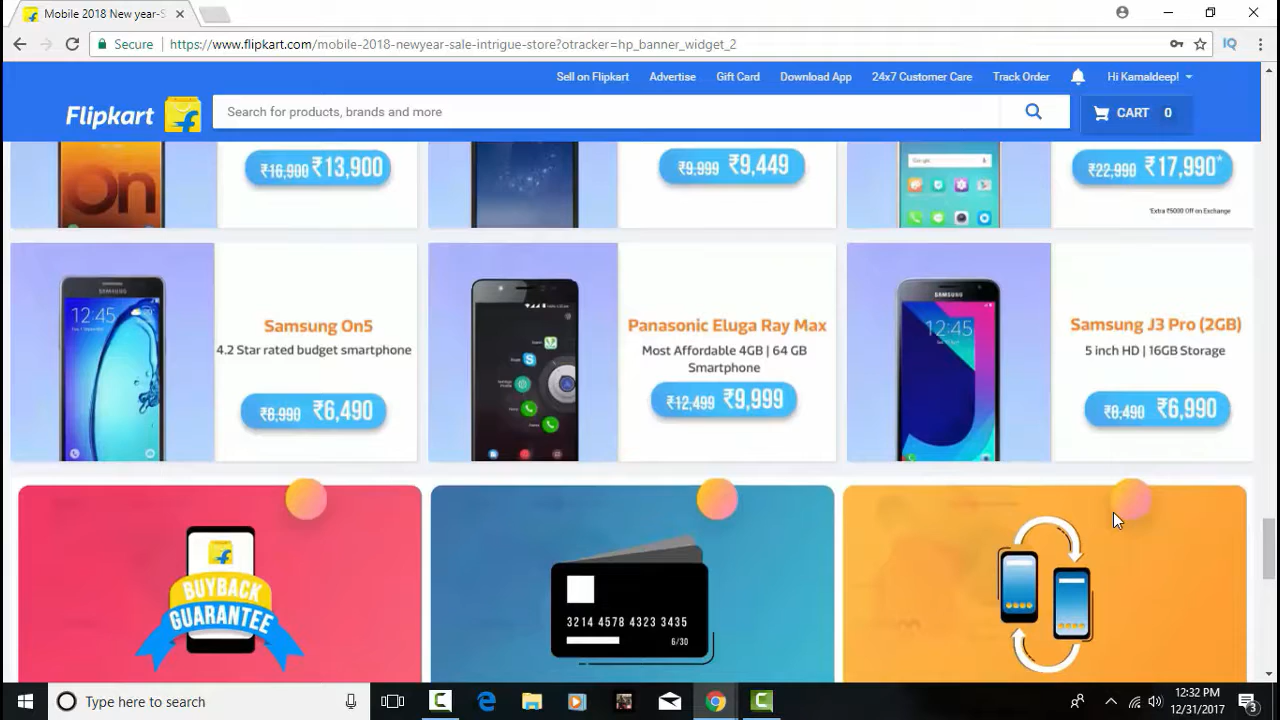 Mobile 2018 New year-S
Secure
https://www.flipkart.com/mobile-2018-newyear-sale-intrigue-store?otracker=hp_banner_widget_2
IQ
Sell on Flipkart
Advertise
Gift Card
Download App
24x7 Customer Care
Track Order
Hi Kamaldeep!
Flipkart
Search for products, brands and more
CART 0
On
₹16,900 ₹13,900
₹9,999 ₹9,449
Google
₹22,990 ₹17,990*
*Extra ₹5000 Off on Exchange
SAMSUNG
12:45
Samsung On5
4.2 Star rated budget smartphone
₹8,990 ₹6,490
Panasonic Eluga Ray Max
Most Affordable 4GB | 64 GB
Smartphone
₹12,499 ₹9,999
SAMSUNG
12:45
Samsung J3 Pro (2GB)
5 inch HD | 16GB Storage
₹8,490 ₹6,990
BUYBACK
GUARANTEE
3214 4578 4323 3435
6/30
Type here to search
12:32 PM
12/31/2017
3